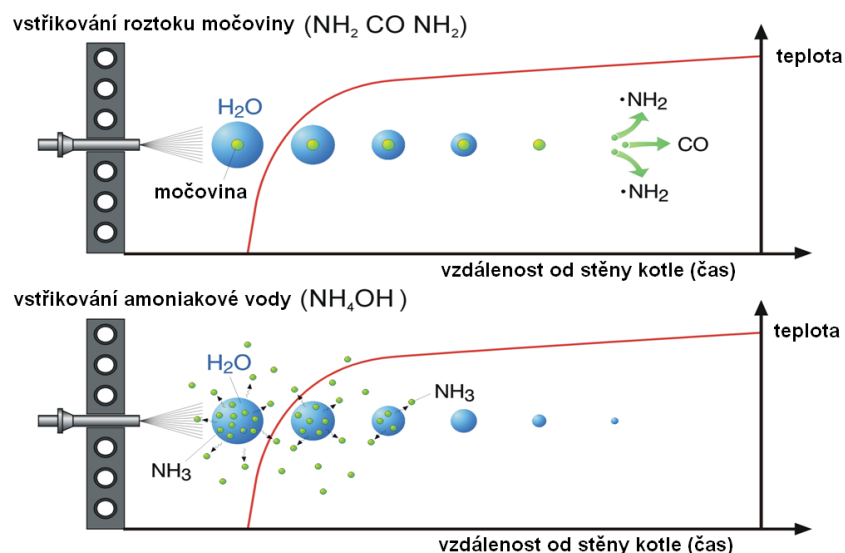 vstřikování roztoku močoviny (NH₂ CO NH₂)
teplota
H₂O
•NH₂
CO
močovina
•NH₂
vzdálenost od stěny kotle (čas)
vstřikování amoniakové vody (NH₄OH)
teplota
H₂O
NH₃
NH₃
vzdálenost od stěny kotle (čas)